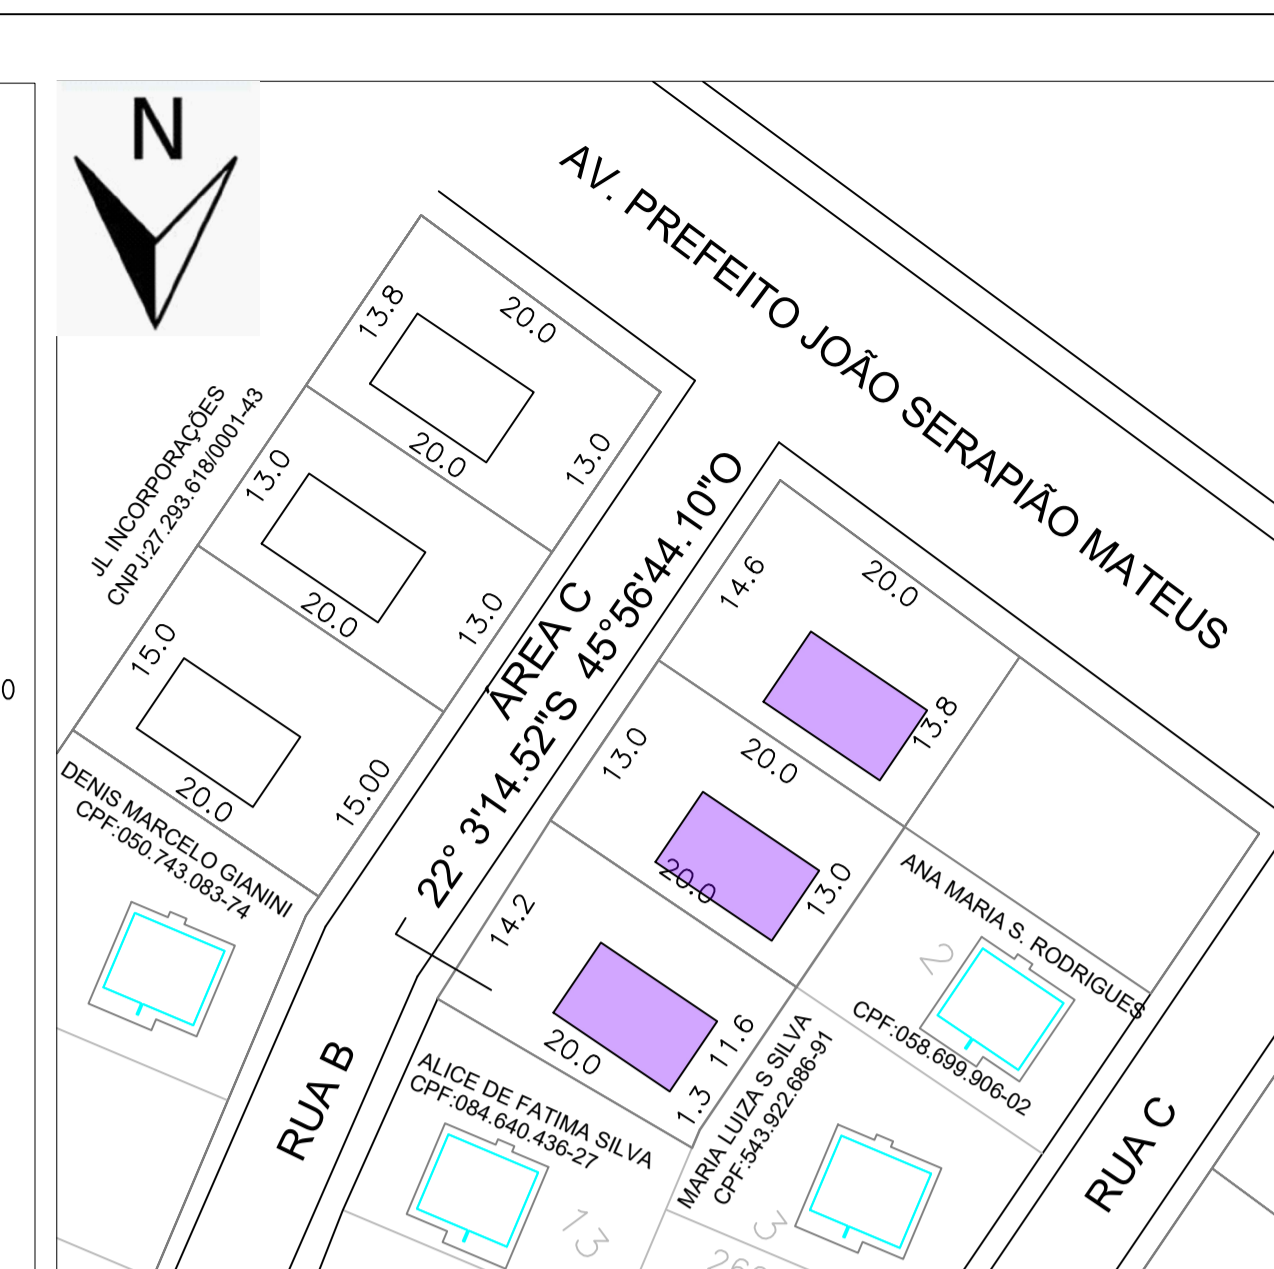 N
AV. PREFEITO JOÃO SERAPIÃO MATEUS
13.8
20.0
20.0
13.0
JL INCORPORAÇÕES
CNPJ:27.293.618/0001-43
13.0
20.0
13.0
15.0
20.0
15.00
ÁREA C
22° 3'14.52"S 45°56'44.10"O
14.6
20.0
13.8
20.0
13.0
20.0
13.0
14.2
20.0
11.6
1.3
0
DENIS MARCELO GIANINI
CPF:050.743.083-74
ANA MARIA S. RODRIGUES
CPF:058.699.906-02
2
ALICE DE FATIMA SILVA
CPF:084.640.436-27
MARIA LUIZA S SILVA
CPF:543.922.686-91
RUA B
RUA C
13
3